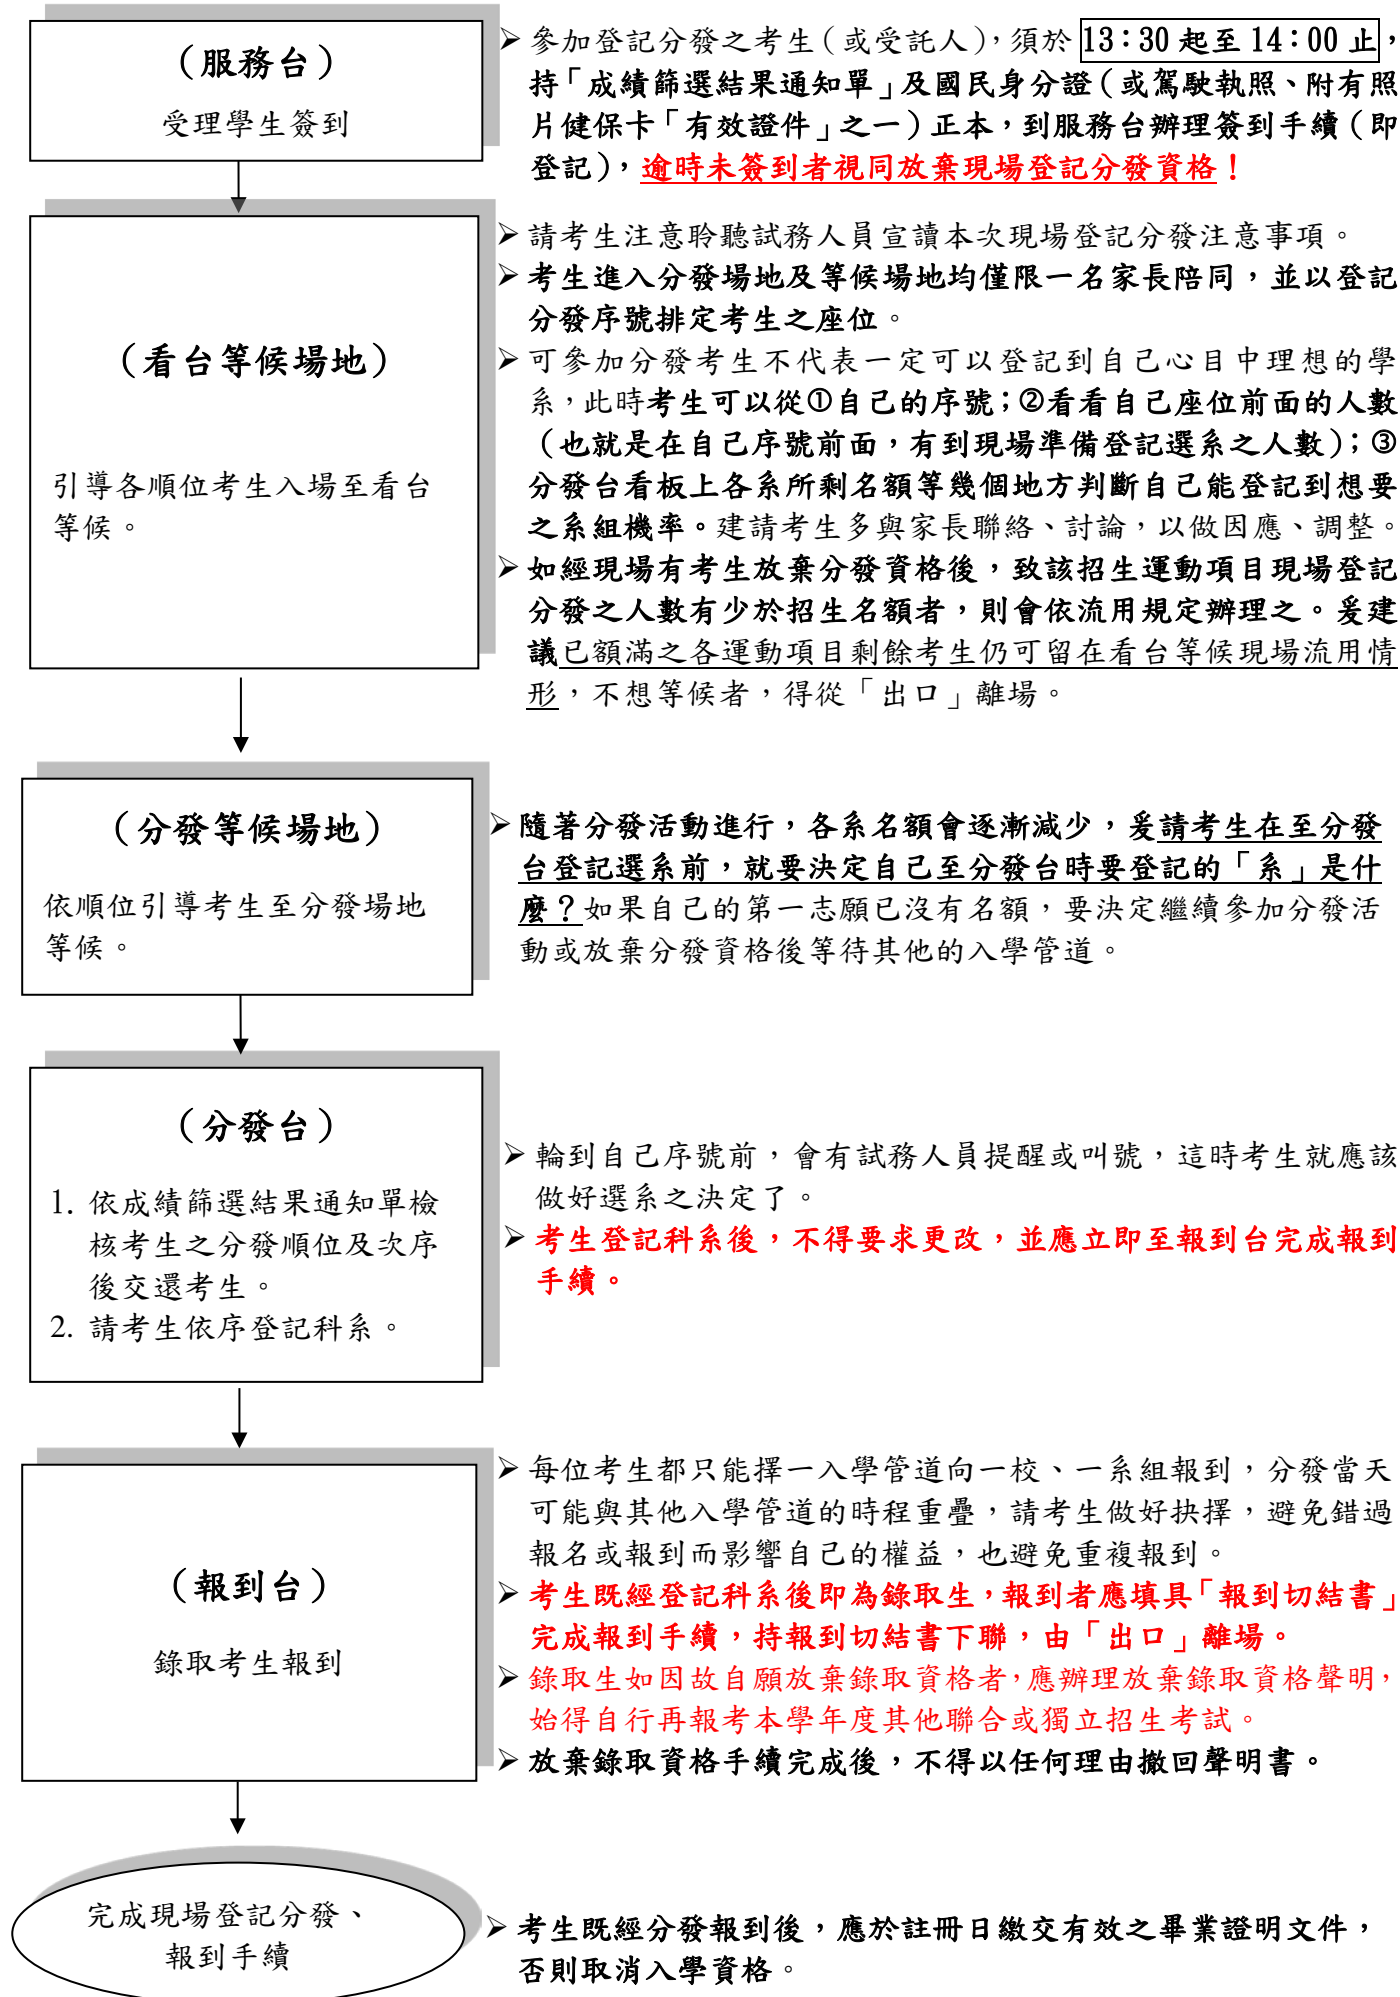 （服務台）
受理學生簽到
➢ 參加登記分發之考生（或受託人），須於 13：30 起至 14：00 止，
持「成績篩選結果通知單」及國民身分證（或駕駛執照、附有照
片健保卡「有效證件」之一）正本，到服務台辦理簽到手續（即
登記），逾時未簽到者視同放棄現場登記分發資格！
（看台等候場地）
引導各順位考生入場至看台
等候。
➢ 請考生注意聆聽試務人員宣讀本次現場登記分發注意事項。
➢ 考生進入分發場地及等候場地均僅限一名家長陪同，並以登記
分發序號排定考生之座位。
➢ 可參加分發考生不代表一定可以登記到自己心目中理想的學
系，此時考生可以從①自己的序號；②看看自己座位前面的人數
（也就是在自己序號前面，有到現場準備登記選系之人數）；③
分發台看板上各系所剩名額等幾個地方判斷自己能登記到想要
之系組機率。建請考生多與家長聯絡、討論，以做因應、調整。
➢ 如經現場有考生放棄分發資格後，致該招生運動項目現場登記
分發之人數有少於招生名額者，則會依流用規定辦理之。爰建
議已額滿之各運動項目剩餘考生仍可留在看台等候現場流用情
形，不想等候者，得從「出口」離場。
（分發等候場地）
依順位引導考生至分發場地
等候。
➢ 隨著分發活動進行，各系名額會逐漸減少，爰請考生在至分發
台登記選系前，就要決定自己至分發台時要登記的「系」是什
麼？如果自己的第一志願已沒有名額，要決定繼續參加分發活
動或放棄分發資格後等待其他的入學管道。
（分發台）
1. 依成績篩選結果通知單檢
核考生之分發順位及次序
後交還考生。
2. 請考生依序登記科系。
➢ 輪到自己序號前，會有試務人員提醒或叫號，這時考生就應該
做好選系之決定了。
➢ 考生登記科系後，不得要求更改，並應立即至報到台完成報到
手續。
（報到台）
錄取考生報到
➢ 每位考生都只能擇一入學管道向一校、一系組報到，分發當天
可能與其他入學管道的時程重疊，請考生做好抉擇，避免錯過
報名或報到而影響自己的權益，也避免重複報到。
➢ 考生既經登記科系後即為錄取生，報到者應填具「報到切結書」
完成報到手續，持報到切結書下聯，由「出口」離場。
➢ 錄取生如因故自願放棄錄取資格者，應辦理放棄錄取資格聲明，
始得自行再報考本學年度其他聯合或獨立招生考試。
➢ 放棄錄取資格手續完成後，不得以任何理由撤回聲明書。
完成現場登記分發、
報到手續
➢ 考生既經分發報到後，應於註冊日繳交有效之畢業證明文件，
否則取消入學資格。